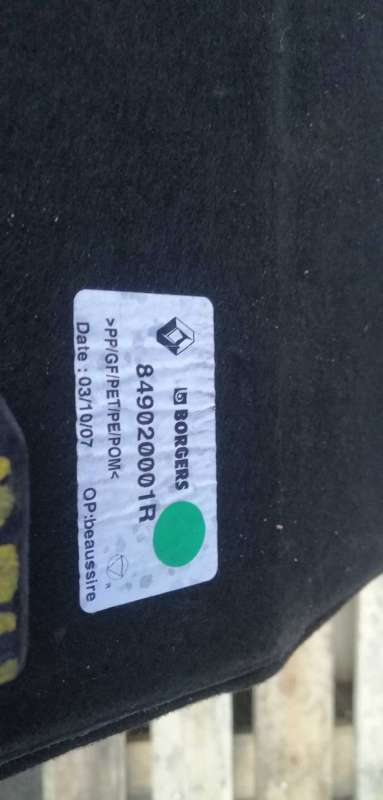 BORGERS
849020001R
>PP/GF/PET/PE/POM<
Date : 03/10/07 OP:beaussire